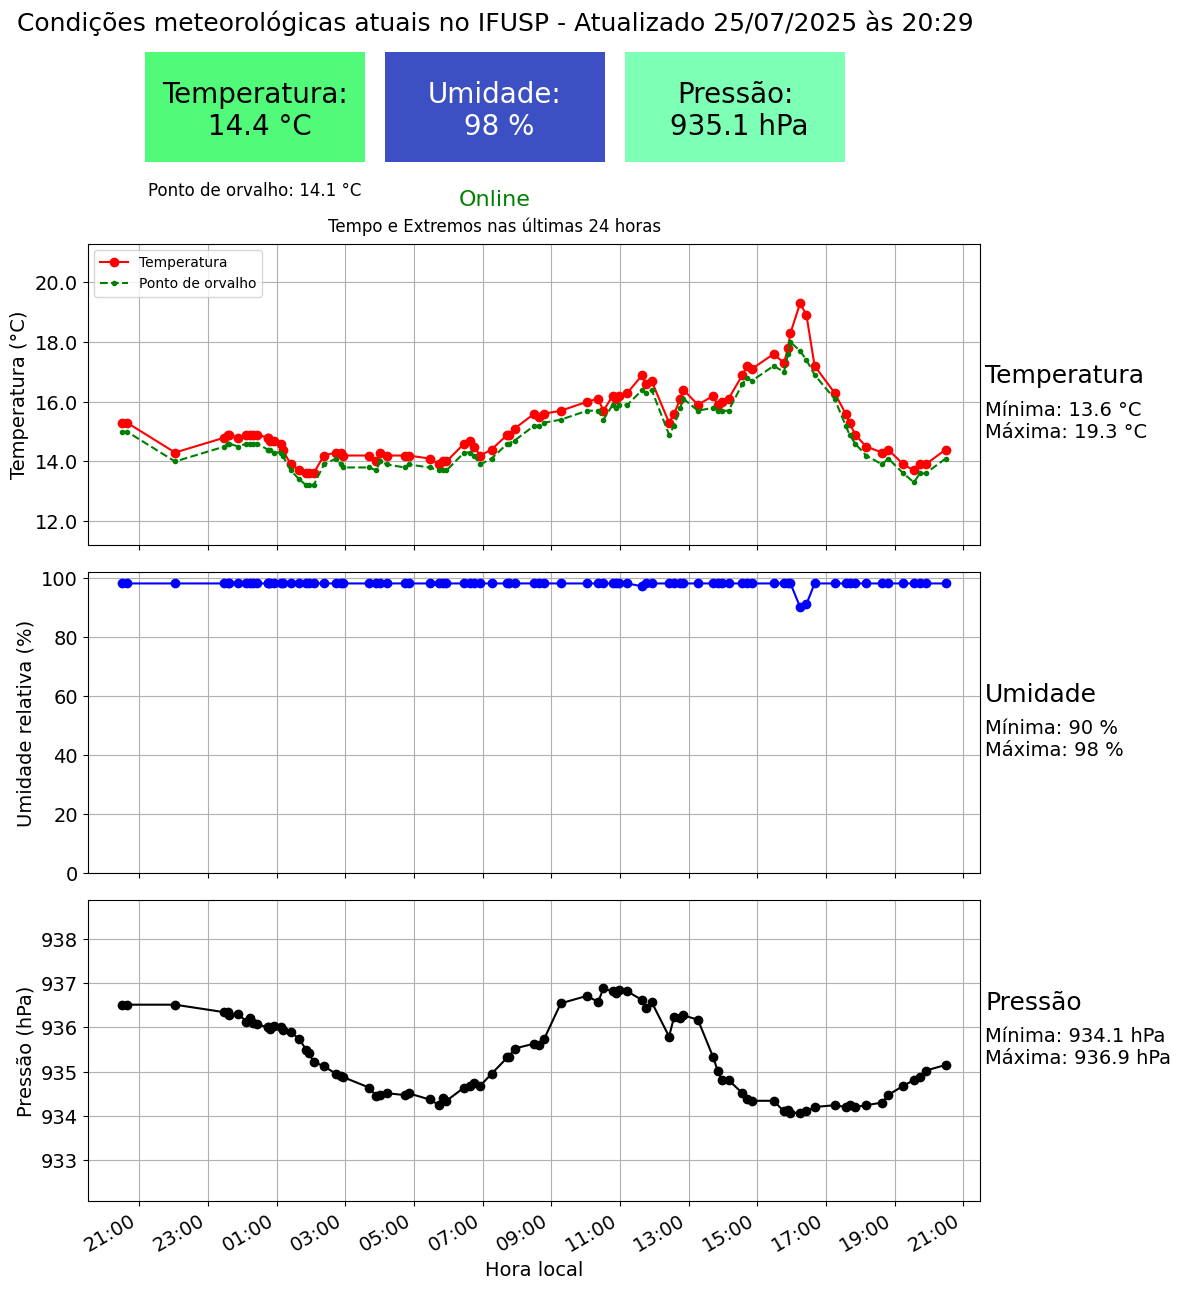 Condições meteorológicas atuais no IFUSP - Atualizado 25/07/2025 às 20:29
Temperatura:
14.4 °C
Umidade:
98 %
Pressão:
935.1 hPa
Ponto de orvalho: 14.1 °C
Online
Tempo e Extremos nas últimas 24 horas
Temperatura
Ponto de orvalho
Temperatura (°C)
20.0
18.0
16.0
14.0
12.0
Temperatura
Mínima: 13.6 °C
Máxima: 19.3 °C
Umidade relativa (%)
100
80
60
40
20
0
Umidade
Mínima: 90 %
Máxima: 98 %
Pressão (hPa)
938
937
936
935
934
933
Pressão
Mínima: 934.1 hPa
Máxima: 936.9 hPa
21:00 23:00 01:00 03:00 05:00 07:00 09:00 11:00 13:00 15:00 17:00 19:00 21:00
Hora local